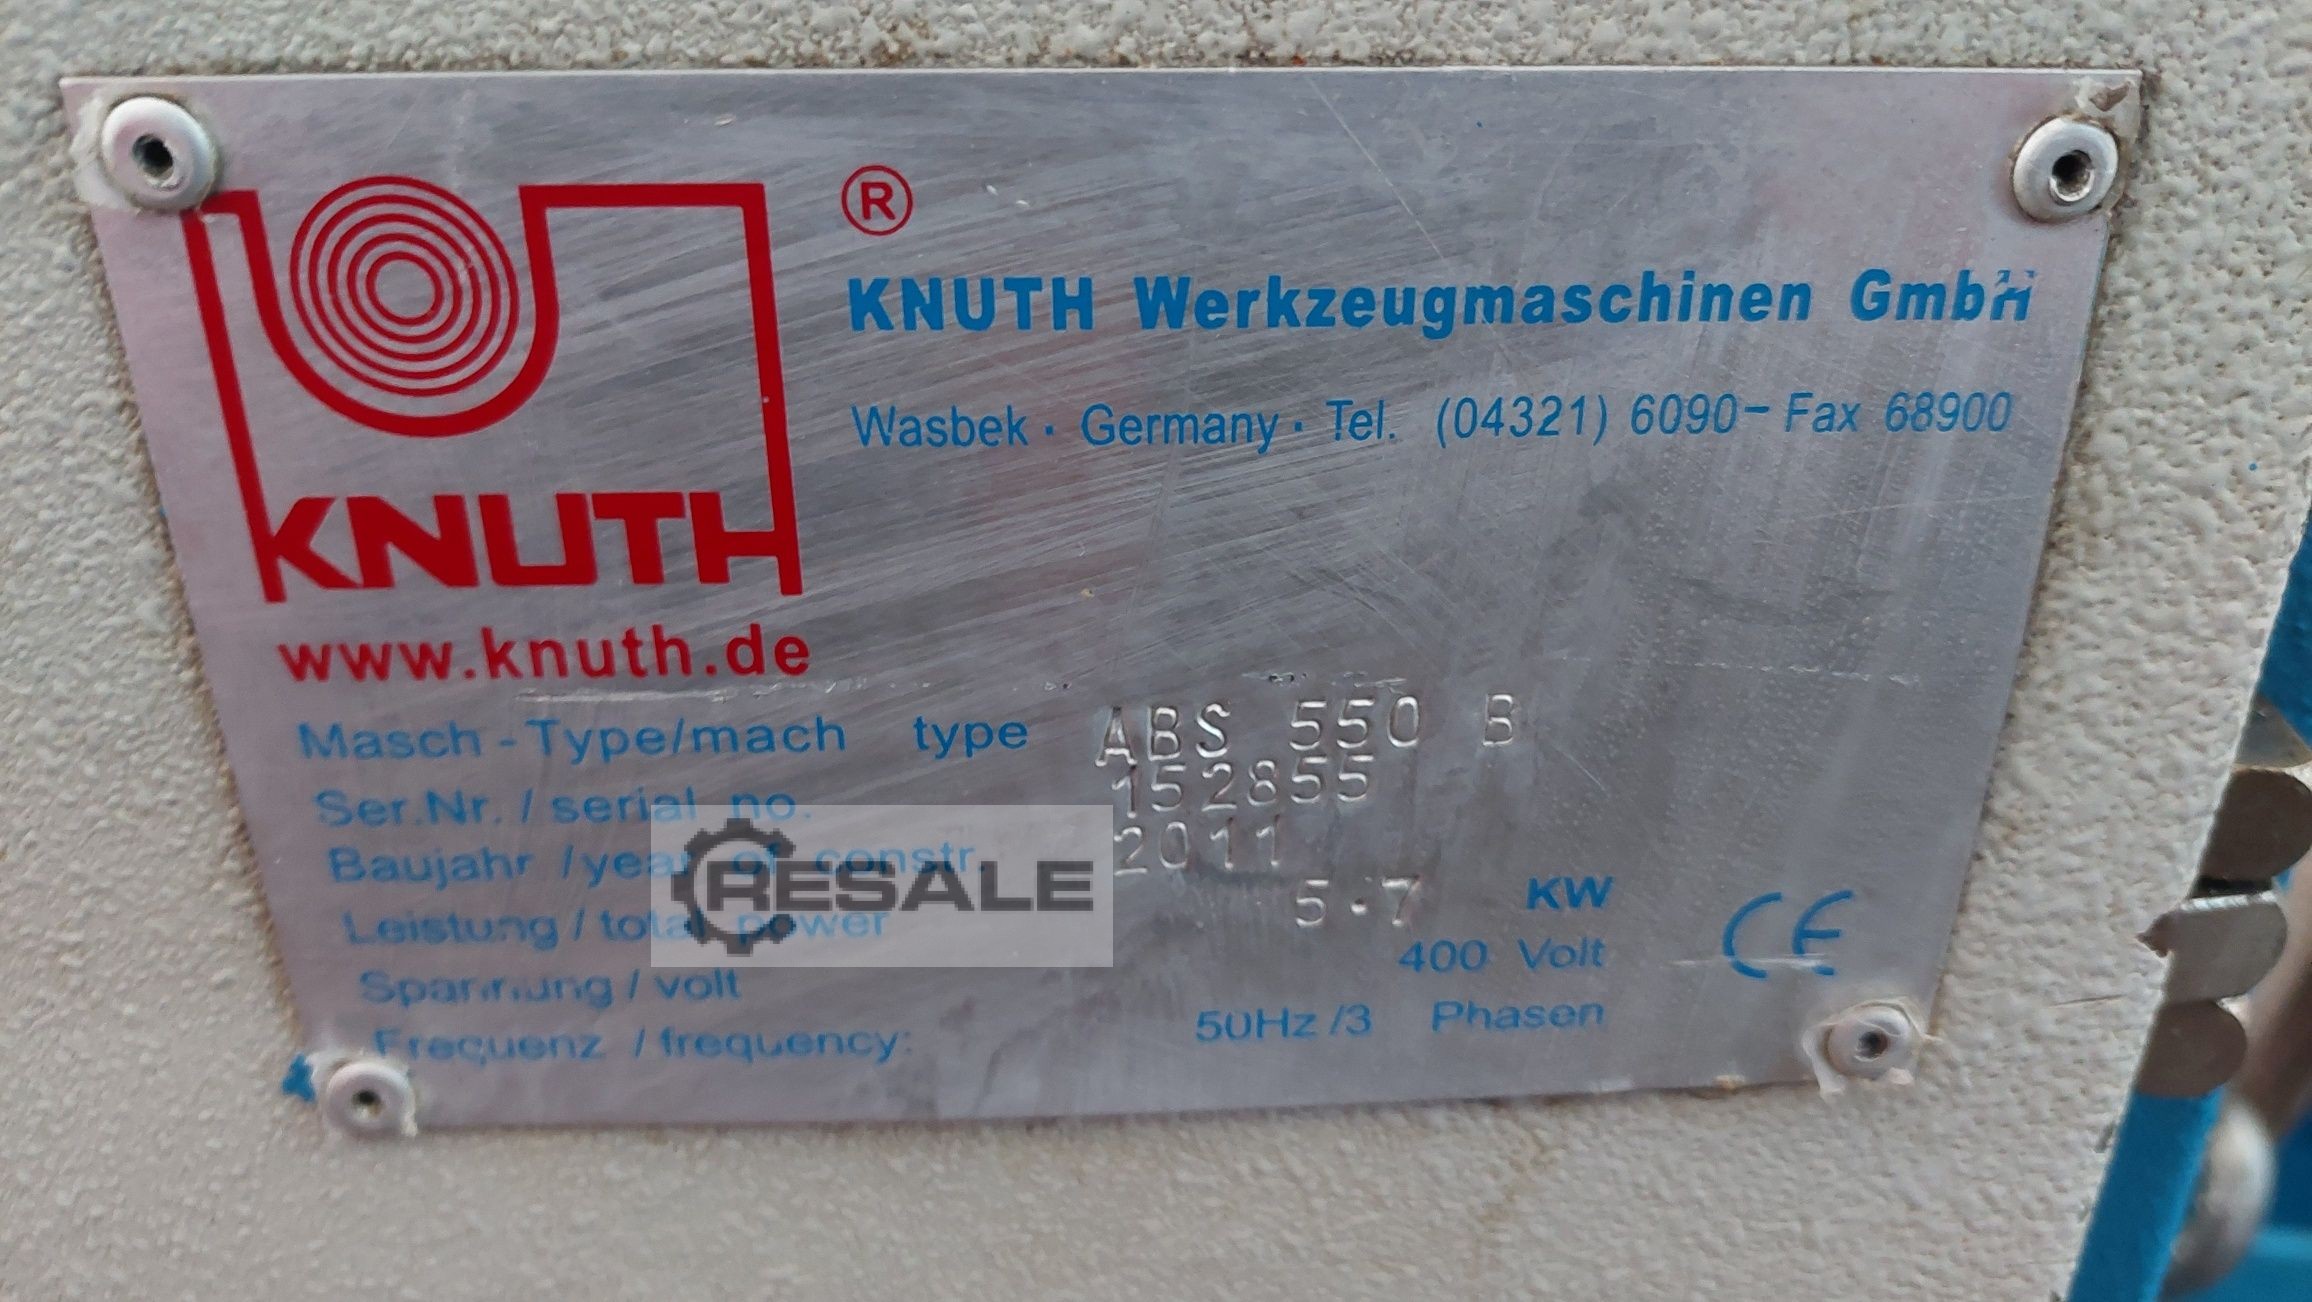 ®
KNUTH Werkzeugmaschinen GmbH
Wasbek · Germany · Tel. (04321) 6090 - Fax 68900
KNUTH
www.knuth.de
Masch - Type/mach type ABS 550 B
Ser.Nr. / serial no. 152855
Baujahr / year of constr. 2011
RESALE
Leistung / total power 5.7 KW
Spannung / volt 400 Volt
CE
Frequenz / frequency: 50Hz /3 Phasen